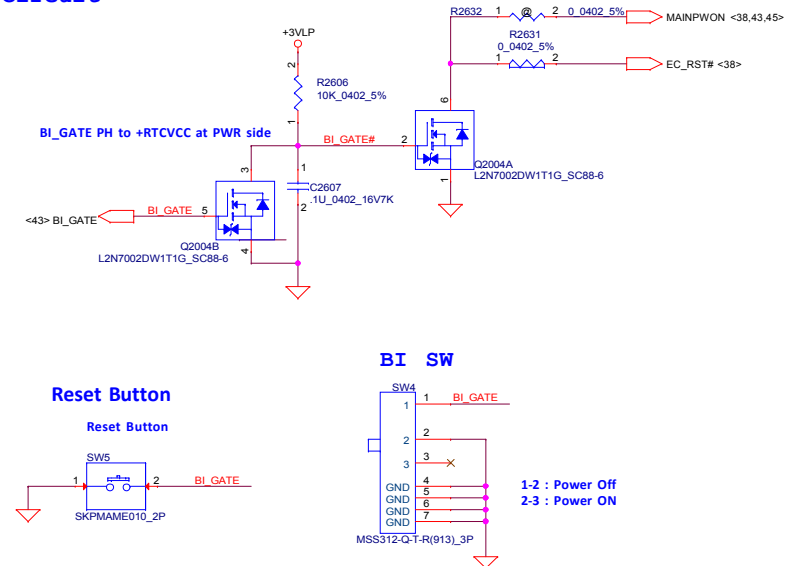 R2632
1
@
2
0_0402_5%
MAINPWON <38,43,45>
+3VLP
R2631
0_0402_5%
1
2
EC_RST# <38>
2
R2606
10K_0402_5%
1
6
BI_GATE PH to +RTCVCC at PWR side
BI_GATE#
2
Q2004A
L2N7002DW1T1G_SC88-6
1
3
1
C2607
.1U_0402_16V7K
2
<43> BI_GATE
BI_GATE
5
Q2004B
4
L2N7002DW1T1G_SC88-6
BI SW
Reset Button
Reset Button
SW5
1
2
BI_GATE
SKPMAME010_2P
SW4
1
1
BI_GATE
2
2
3
3
GND
4
GND
5
GND
6
GND
7
MSS312-Q-T-R(913)_3P
1-2 : Power Off
2-3 : Power ON